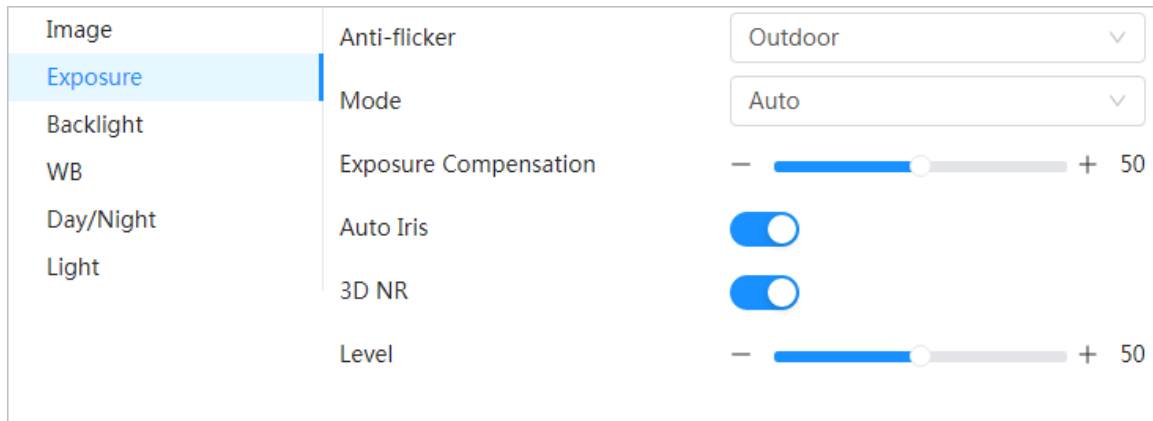 Image
Exposure
Backlight
WB
Day/Night
Light
Anti-flicker Outdoor
Mode Auto
Exposure Compensation − + 50
Auto Iris
3D NR
Level − + 50